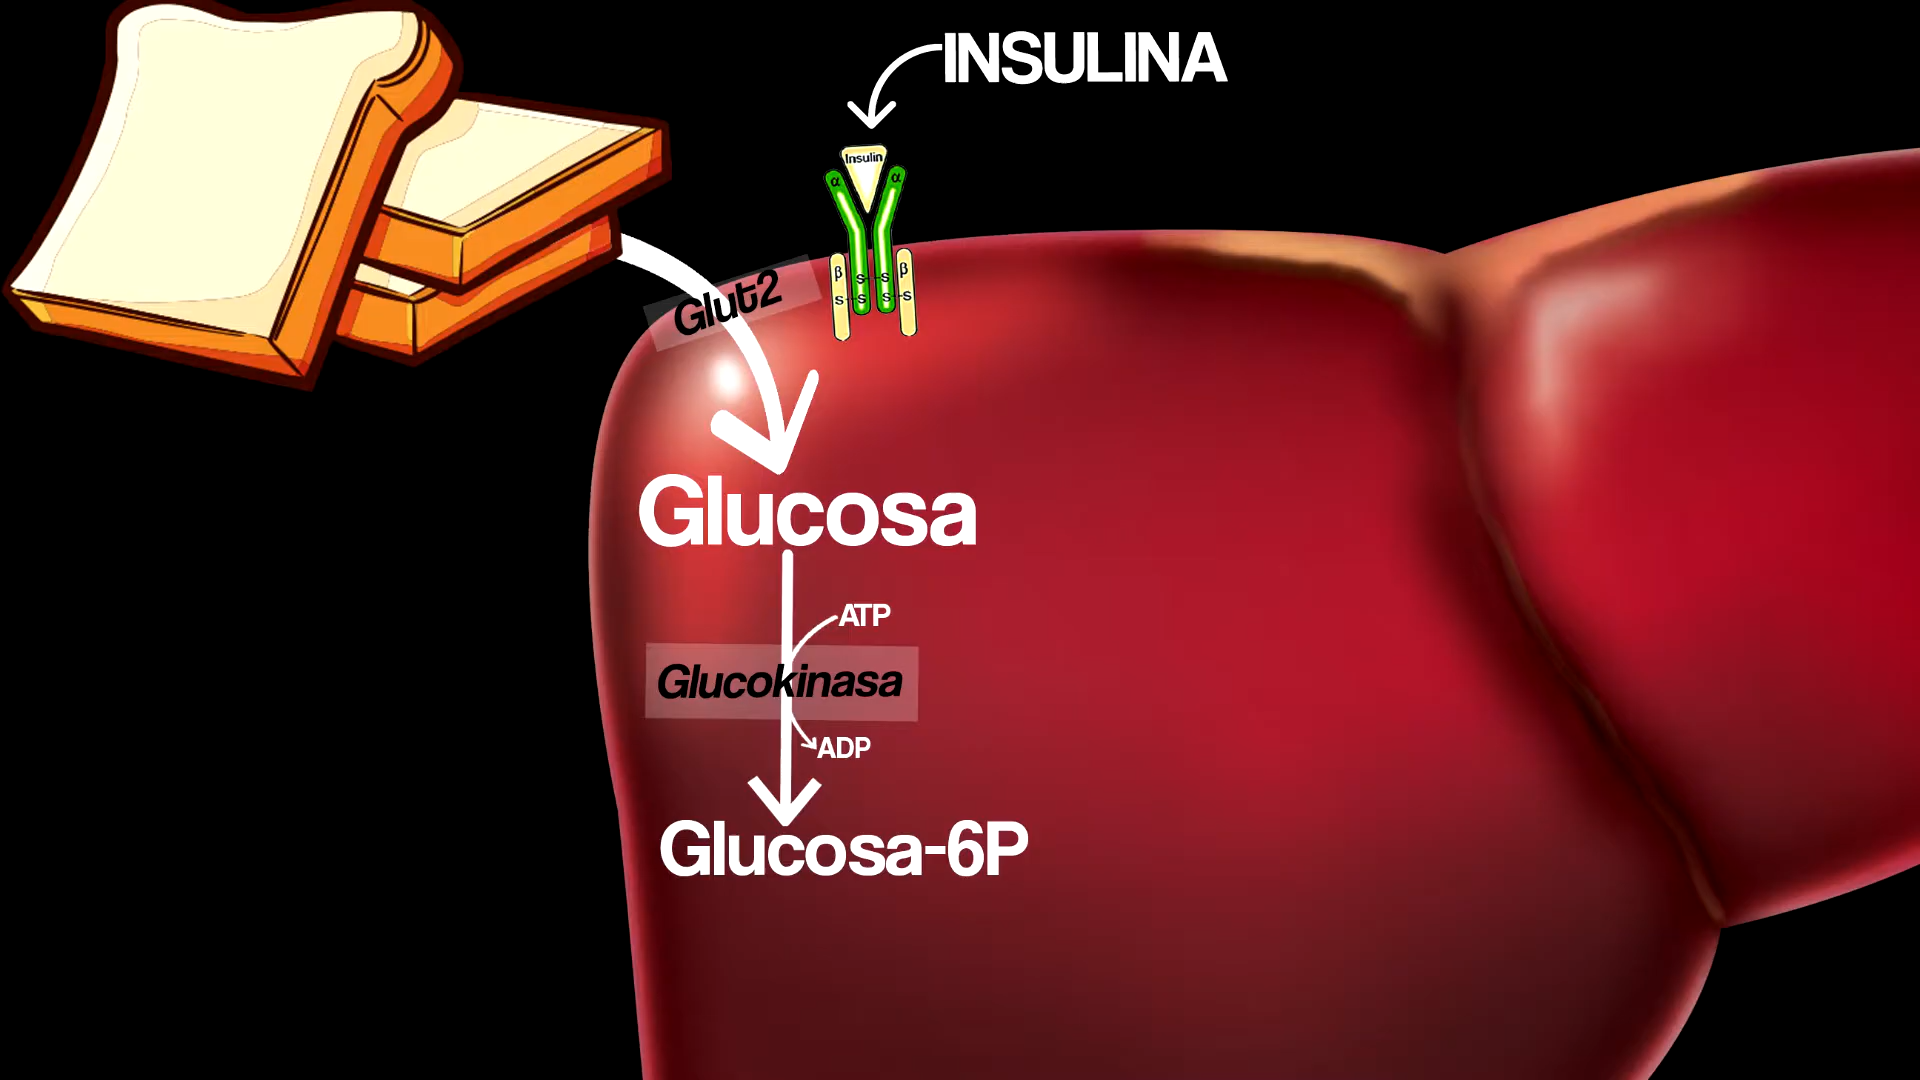 INSULINA
Insulin
α α
β S S β
S S S S
Glut2
Glucosa
ATP
Glucokinasa
ADP
Glucosa-6P